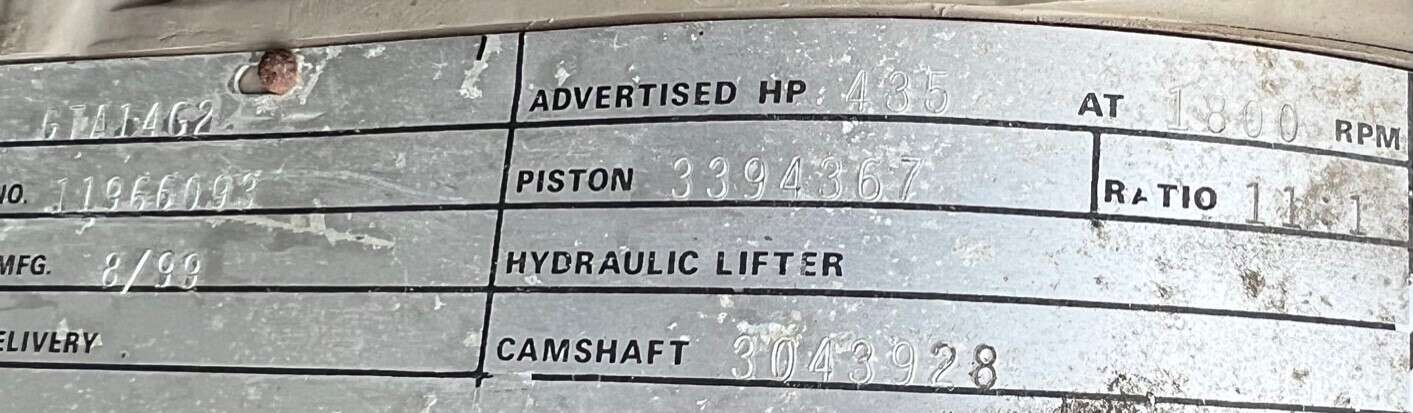 GTA14G2 ADVERTISED HP 435 AT 1800 RPM
NO. 11966093 PISTON 3394367 RATIO 11:1
MFG. 8/99 HYDRAULIC LIFTER
ELIVERY CAMSHAFT 3043928